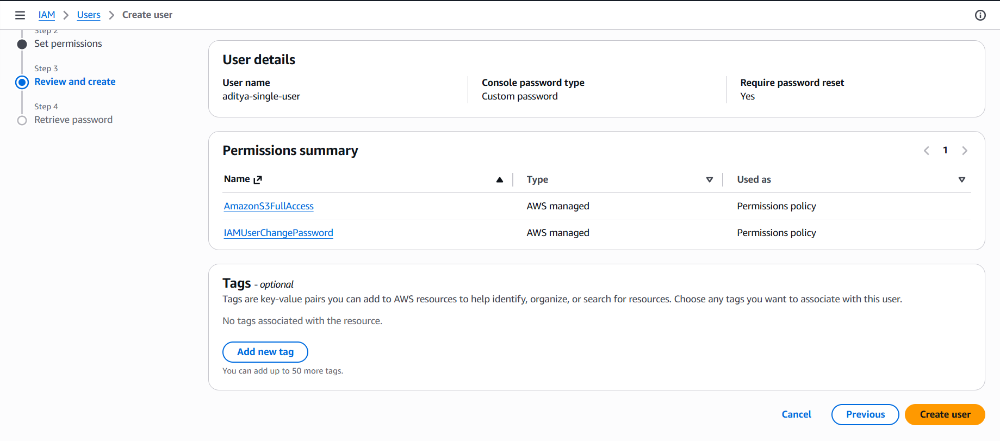 IAM > Users > Create user
Step 2
Set permissions
Step 3
Review and create
Step 4
Retrieve password
User details
User name
aditya-single-user
Console password type
Custom password
Require password reset
Yes
Permissions summary
1
Name Type Used as
AmazonS3FullAccess AWS managed Permissions policy
IAMUserChangePassword AWS managed Permissions policy
Tags - optional
Tags are key-value pairs you can add to AWS resources to help identify, organize, or search for resources. Choose any tags you want to associate with this user.
No tags associated with the resource.
Add new tag
You can add up to 50 more tags.
Cancel Previous Create user